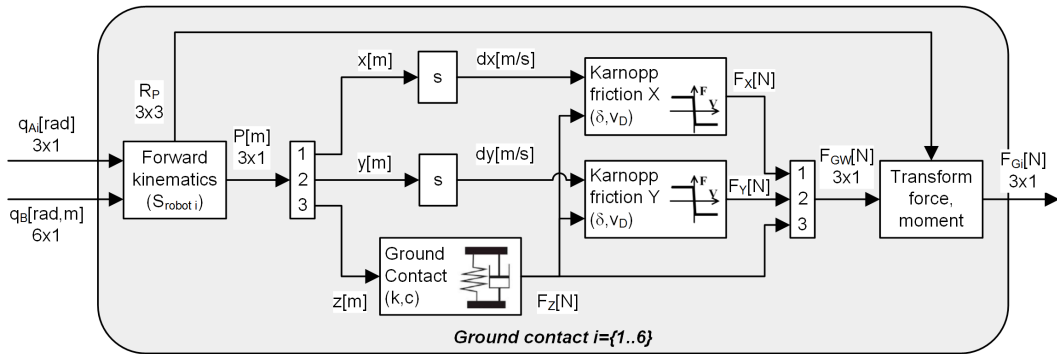 q_Ai[rad]
3x1
q_B[rad,m]
6x1
R_P
3x3
Forward
kinematics
(S_robot i)
P[m]
3x1
1
2
3
x[m]
s
dx[m/s]
y[m]
s
dy[m/s]
z[m]
Ground
Contact
(k,c)
F_Z[N]
Karnopp
friction X
(δ,v_D)
F
V
F_X[N]
Karnopp
friction Y
(δ,v_D)
F
V
F_Y[N]
1
2
3
F_GW[N]
3x1
Transform
force,
moment
F_Gi[N]
3x1
Ground contact i={1..6}